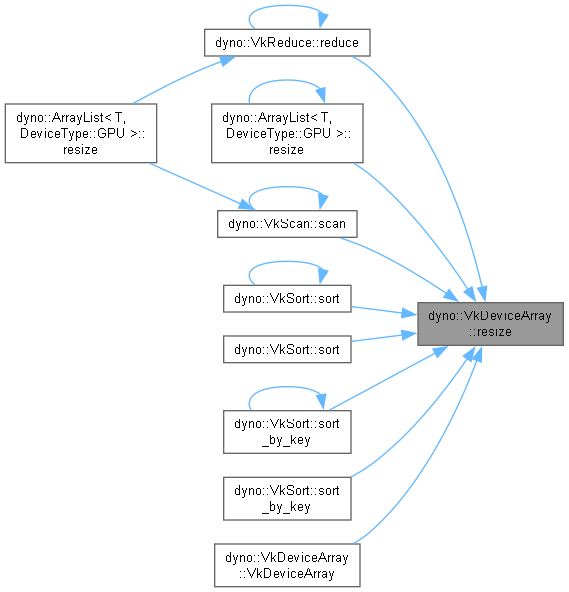 dyno::VkReduce::reduce
dyno::ArrayList< T,
DeviceType::GPU >::
resize
dyno::ArrayList< T,
DeviceType::GPU >::
resize
dyno::VkScan::scan
dyno::VkSort::sort
dyno::VkDeviceArray
::resize
dyno::VkSort::sort
dyno::VkSort::sort
_by_key
dyno::VkSort::sort
_by_key
dyno::VkDeviceArray
::VkDeviceArray